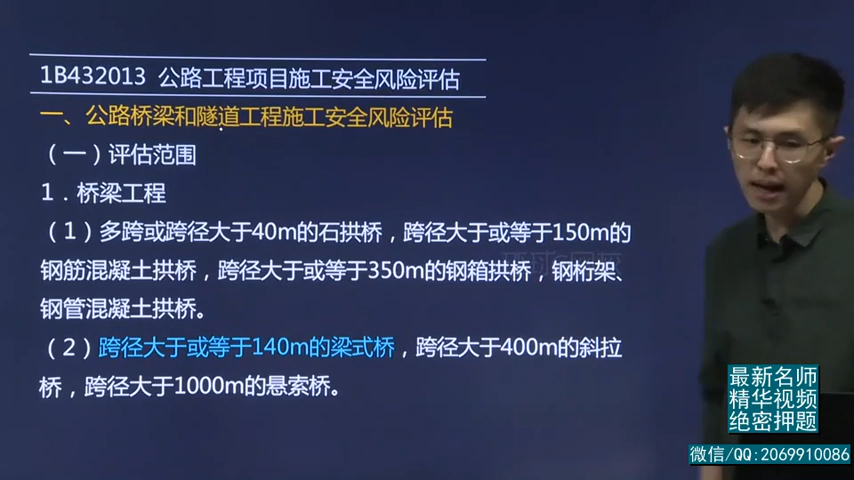 1B432013 公路工程项目施工安全风险评估
一、公路桥梁和隧道工程施工安全风险评估
（一）评估范围
1．桥梁工程
（1）多跨或跨径大于40m的石拱桥，跨径大于或等于150m的
钢筋混凝土拱桥，跨径大于或等于350m的钢箱拱桥，钢桁架、
钢管混凝土拱桥。
（2）跨径大于或等于140m的梁式桥，跨径大于400m的斜拉
桥，跨径大于1000m的悬索桥。
最新名师
精华视频
绝密押题
微信/QQ:2069910086